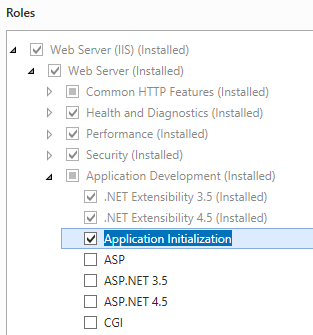 Roles
Web Server (IIS) (Installed)
Web Server (Installed)
Common HTTP Features (Installed)
Health and Diagnostics (Installed)
Performance (Installed)
Security (Installed)
Application Development (Installed)
.NET Extensibility 3.5 (Installed)
.NET Extensibility 4.5 (Installed)
Application Initialization
ASP
ASP.NET 3.5
ASP.NET 4.5
CGI